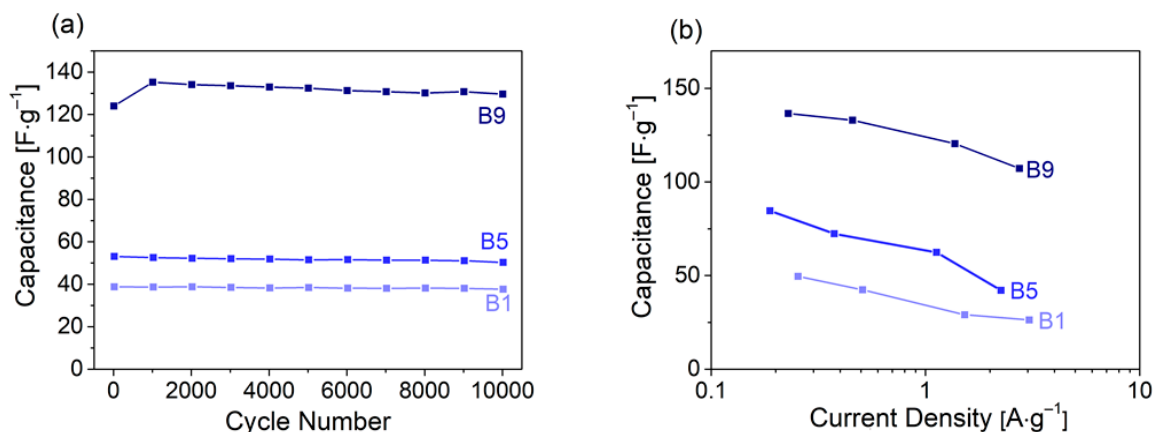 (a)
Capacitance [F·g⁻¹]
140
120
100
80
60
40
20
0
B9
B5
B1
0 2000 4000 6000 8000 10000
Cycle Number
(b)
Capacitance [F·g⁻¹]
150
100
50
0
B9
B5
B1
0.1 1 10
Current Density [A·g⁻¹]